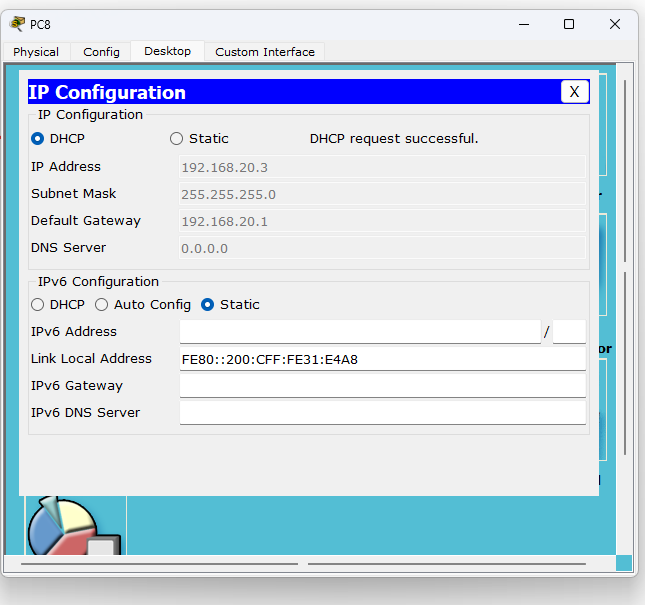 PC8
Physical Config Desktop Custom Interface
IP Configuration X
IP Configuration
DHCP Static DHCP request successful.
IP Address 192.168.20.3
Subnet Mask 255.255.255.0
Default Gateway 192.168.20.1
DNS Server 0.0.0.0
IPv6 Configuration
DHCP Auto Config Static
IPv6 Address /
Link Local Address FE80::200:CFF:FE31:E4A8
IPv6 Gateway
IPv6 DNS Server
or